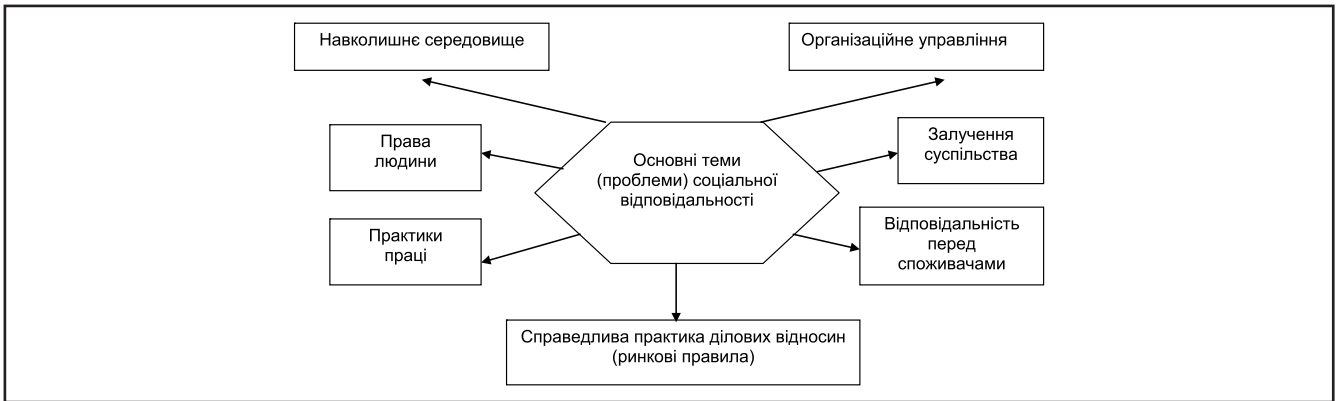 Навколишнє середовище
Організаційне управління
Права
людини
Основні теми
(проблеми) соціальної
відповідальності
Залучення
суспільства
Практики
праці
Відповідальність
перед
споживачами
Справедлива практика ділових відносин
(ринкові правила)